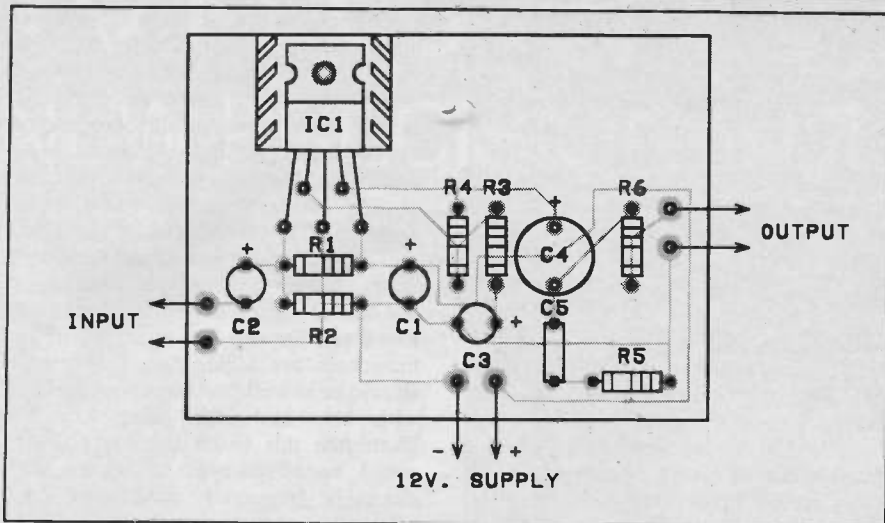 IC1
R4 R3 + R6
OUTPUT
+ R1 + C4
INPUT C2 R2 C1 + C5
C3 R5
- +
12V. SUPPLY